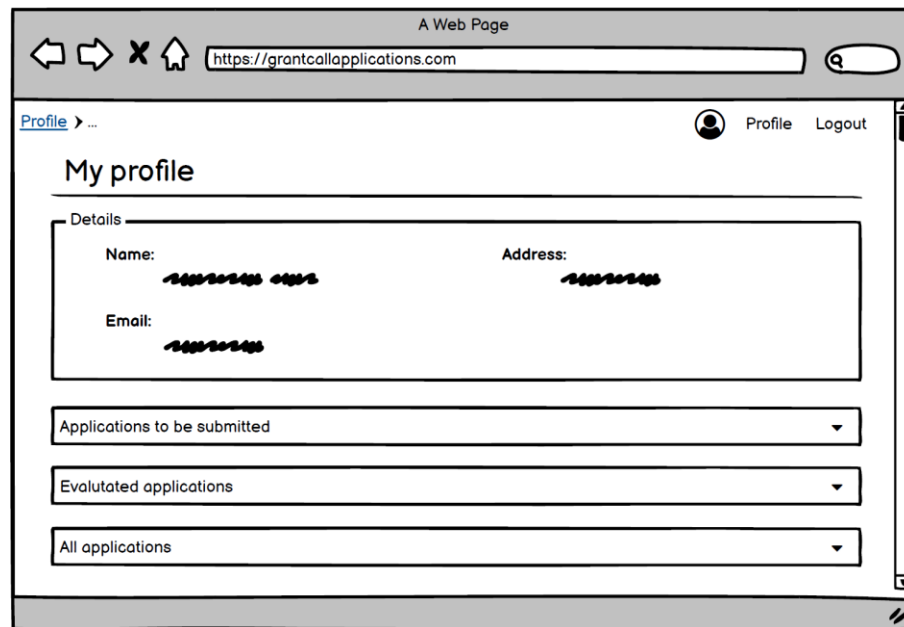 A Web Page
https://grantcallapplications.com
Profile ...
Profile Logout
My profile
Details
Name:
Address:
Email:
Applications to be submitted
Evalutated applications
All applications